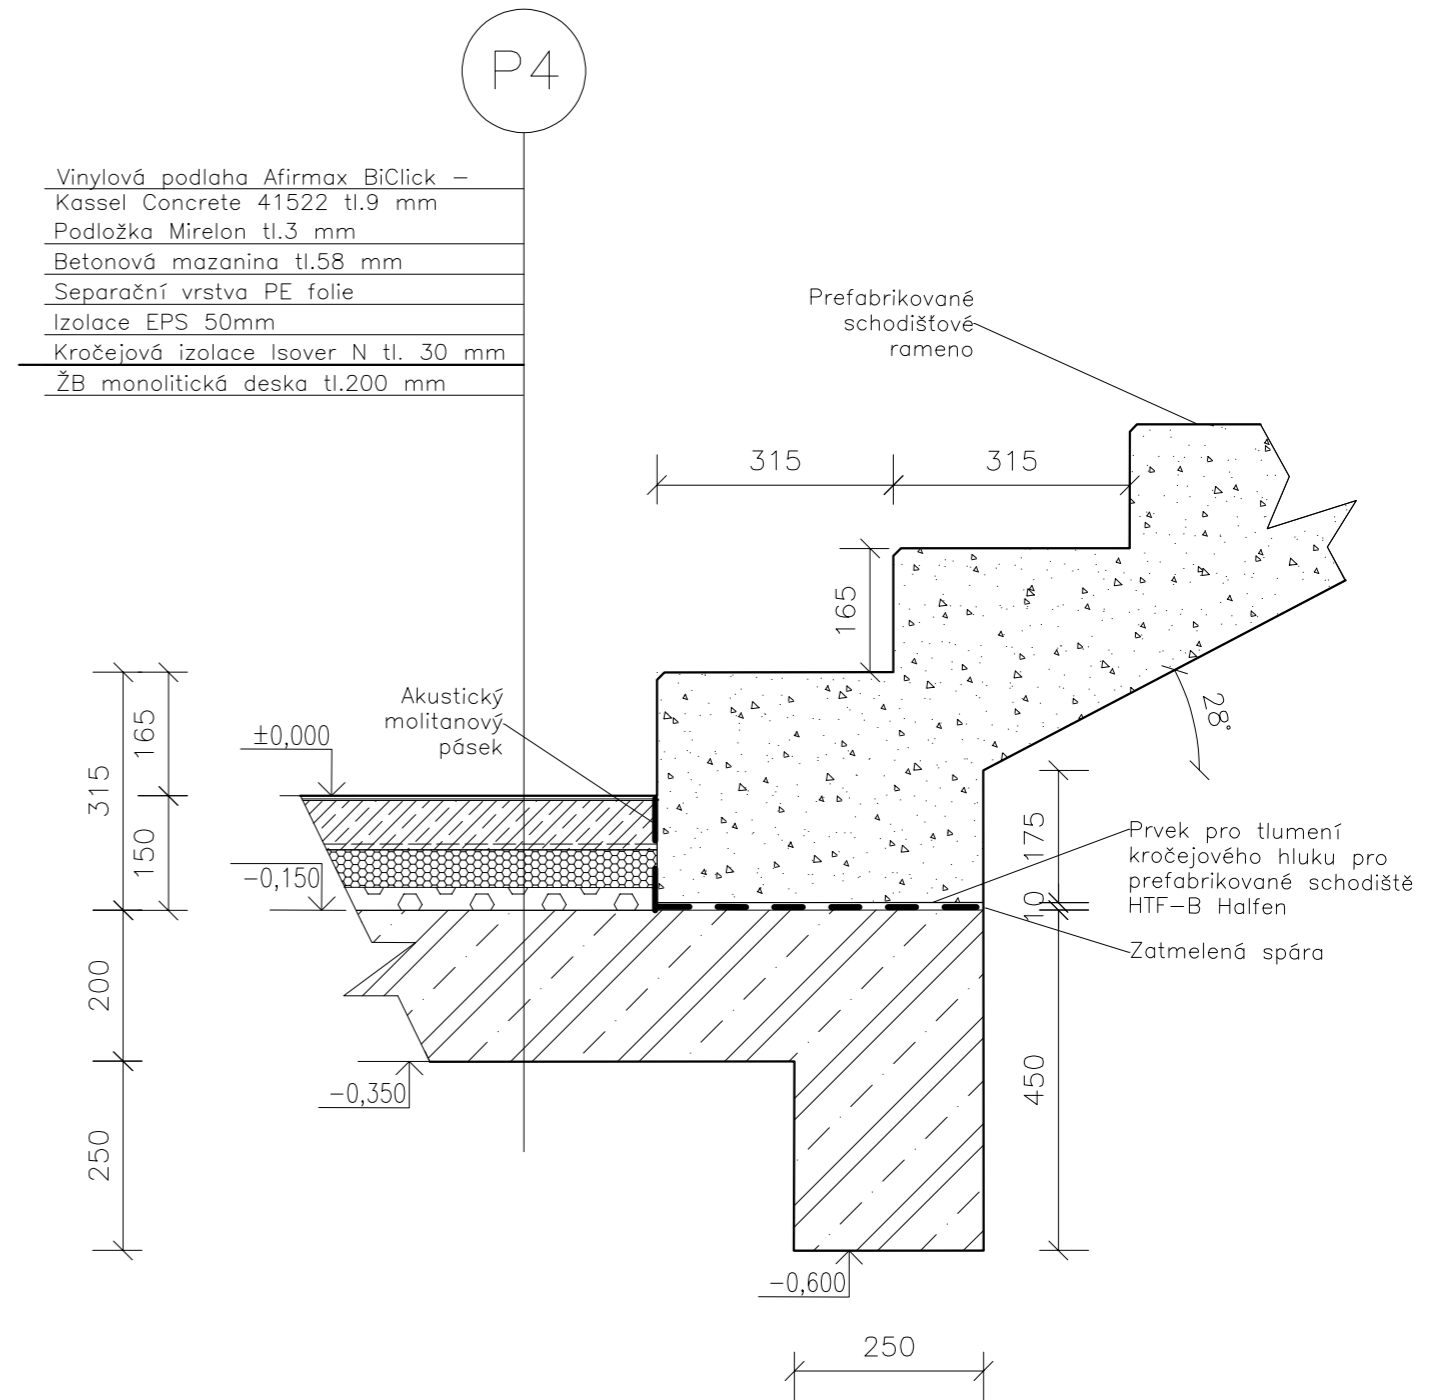 P4
Vinylová podlaha Afirmax BiClick –
Kassel Concrete 41522 tl.9 mm
Podložka Mirelon tl.3 mm
Betonová mazanina tl.58 mm
Separační vrstva PE folie
Izolace EPS 50mm
Kročejová izolace Isover N tl. 30 mm
ŽB monolitická deska tl.200 mm
Prefabrikované
schodišťové
rameno
315
315
165
Akustický
molitanový
pásek
28°
165
315
±0,000
150
-0,150
175
10
Prvek pro tlumení
kročejového hluku pro
prefabrikované schodiště
HTF-B Halfen
Zatmelená spára
200
-0,350
450
250
-0,600
250